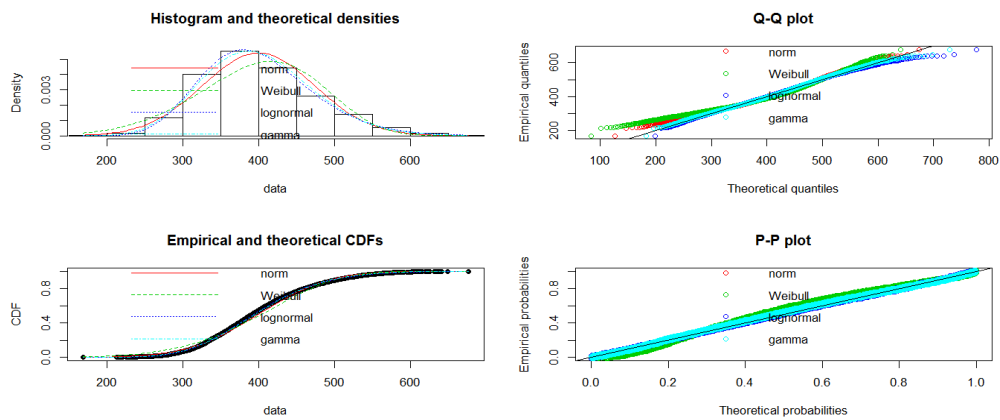 Histogram and theoretical densities
Density
0.000 0.003
norm
Weibull
lognormal
gamma
200 300 400 500 600
data
Q-Q plot
Empirical quantiles
200 400 600
norm
Weibull
lognormal
gamma
100 200 300 400 500 600 700 800
Theoretical quantiles
Empirical and theoretical CDFs
CDF
0.0 0.4 0.8
norm
Weibull
lognormal
gamma
200 300 400 500 600
data
P-P plot
Empirical probabilities
0.0 0.4 0.8
norm
Weibull
lognormal
gamma
0.0 0.2 0.4 0.6 0.8 1.0
Theoretical probabilities